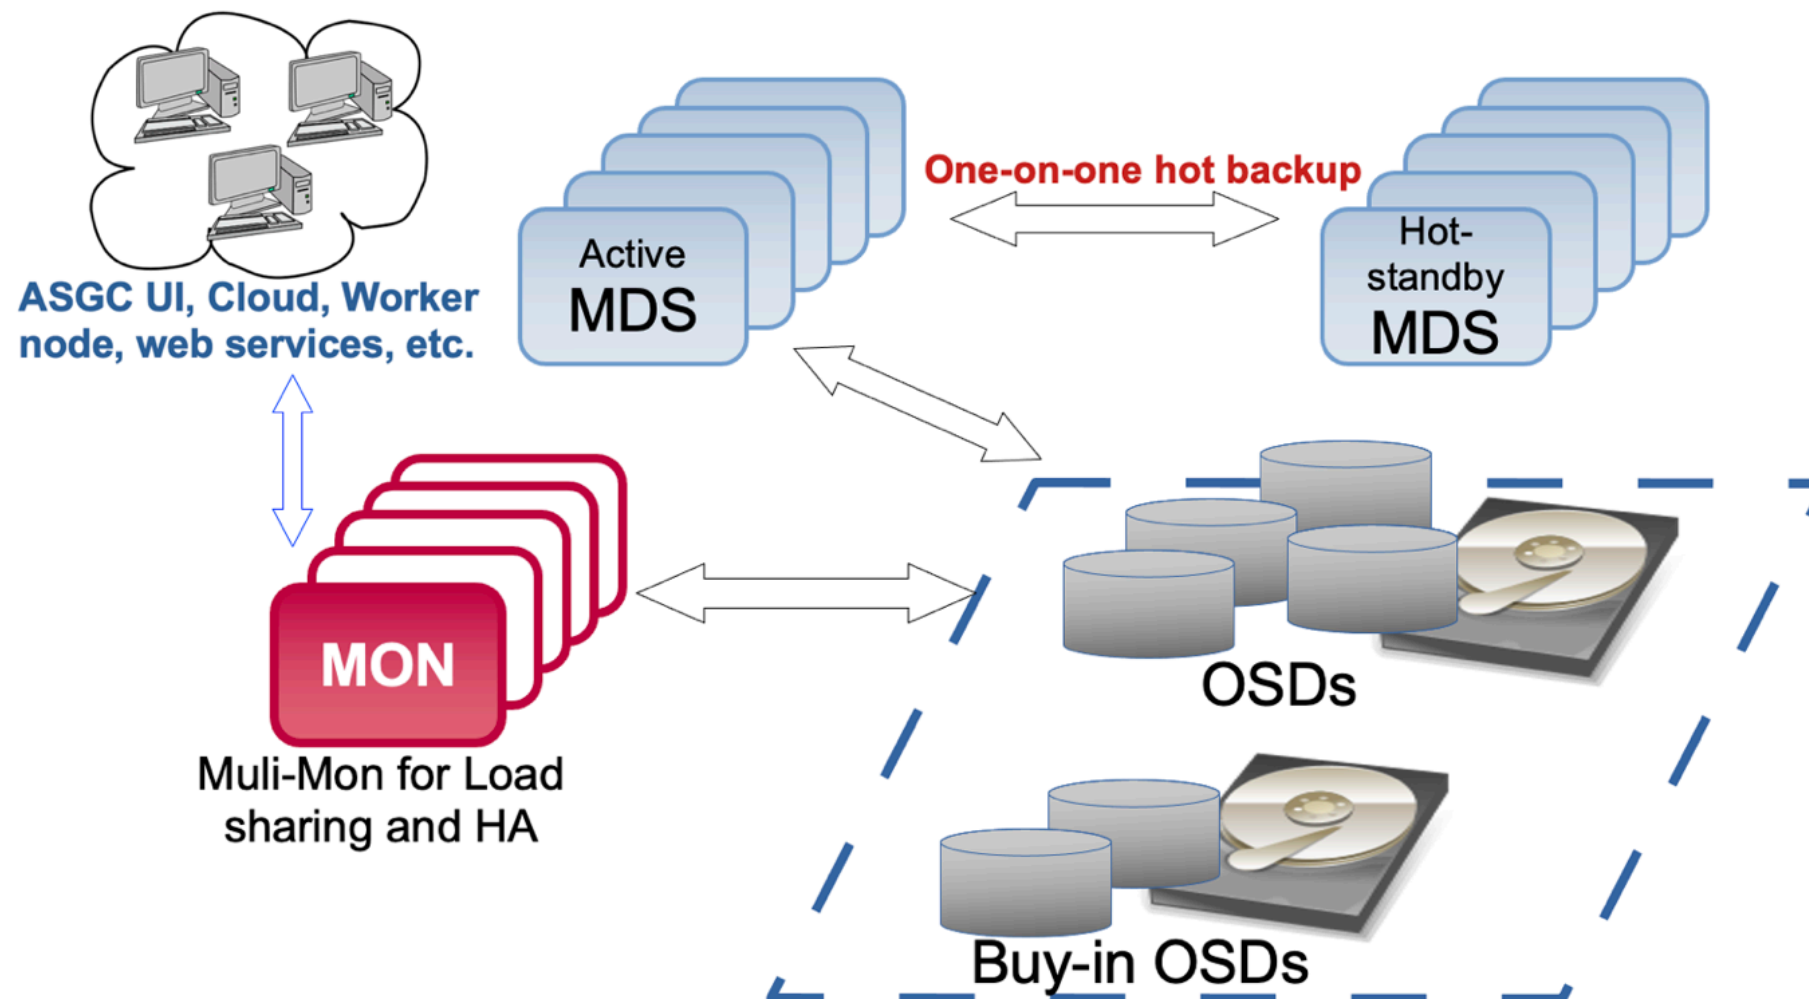 One-on-one hot backup
Active
MDS
Hot-
standby
MDS
ASGC UI, Cloud, Worker
node, web services, etc.
MON
Muli-Mon for Load
sharing and HA
OSDs
Buy-in OSDs